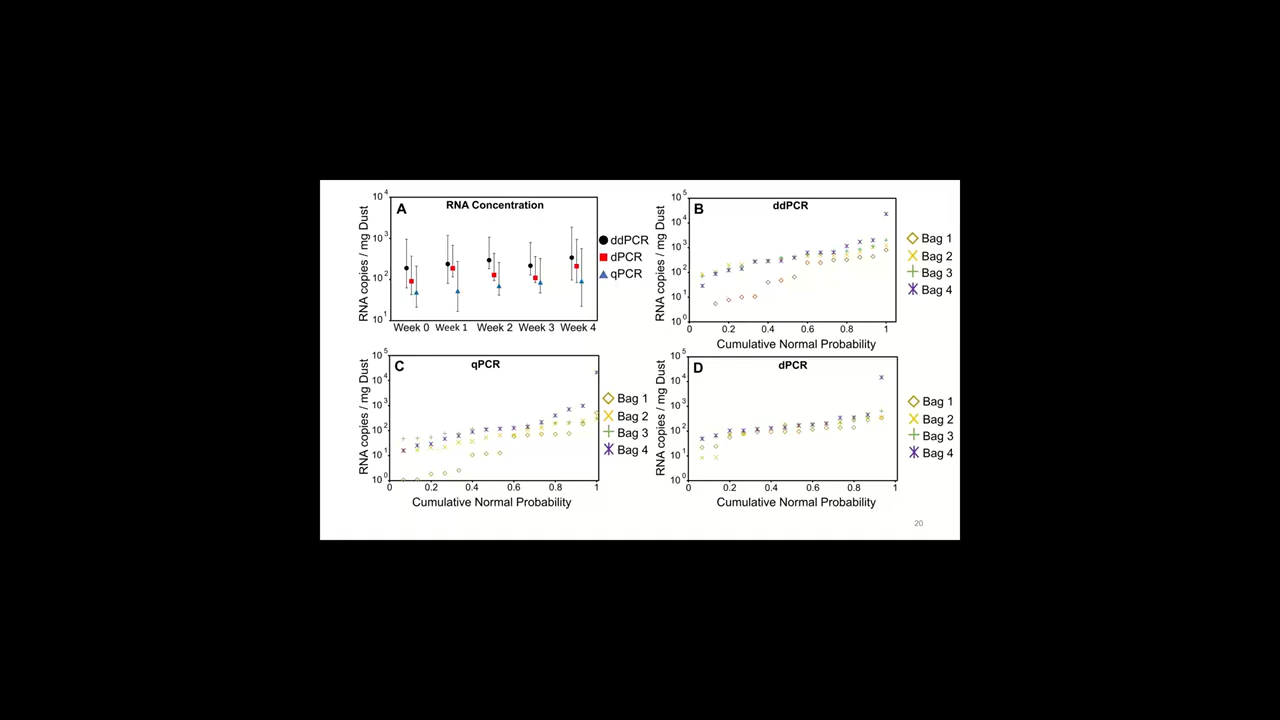 A
RNA Concentration
RNA copies / mg Dust
10^4
10^3
10^2
10^1
Week 0 Week 1 Week 2 Week 3 Week 4
ddPCR
dPCR
qPCR
B
ddPCR
RNA copies / mg Dust
10^5
10^4
10^3
10^2
10^1
10^0
0 0.2 0.4 0.6 0.8 1
Cumulative Normal Probability
Bag 1
Bag 2
Bag 3
Bag 4
C
qPCR
RNA copies / mg Dust
10^5
10^4
10^3
10^2
10^1
10^0
0 0.2 0.4 0.6 0.8 1
Cumulative Normal Probability
Bag 1
Bag 2
Bag 3
Bag 4
D
dPCR
RNA copies / mg Dust
10^5
10^4
10^3
10^2
10^1
10^0
0 0.2 0.4 0.6 0.8 1
Cumulative Normal Probability
Bag 1
Bag 2
Bag 3
Bag 4
20